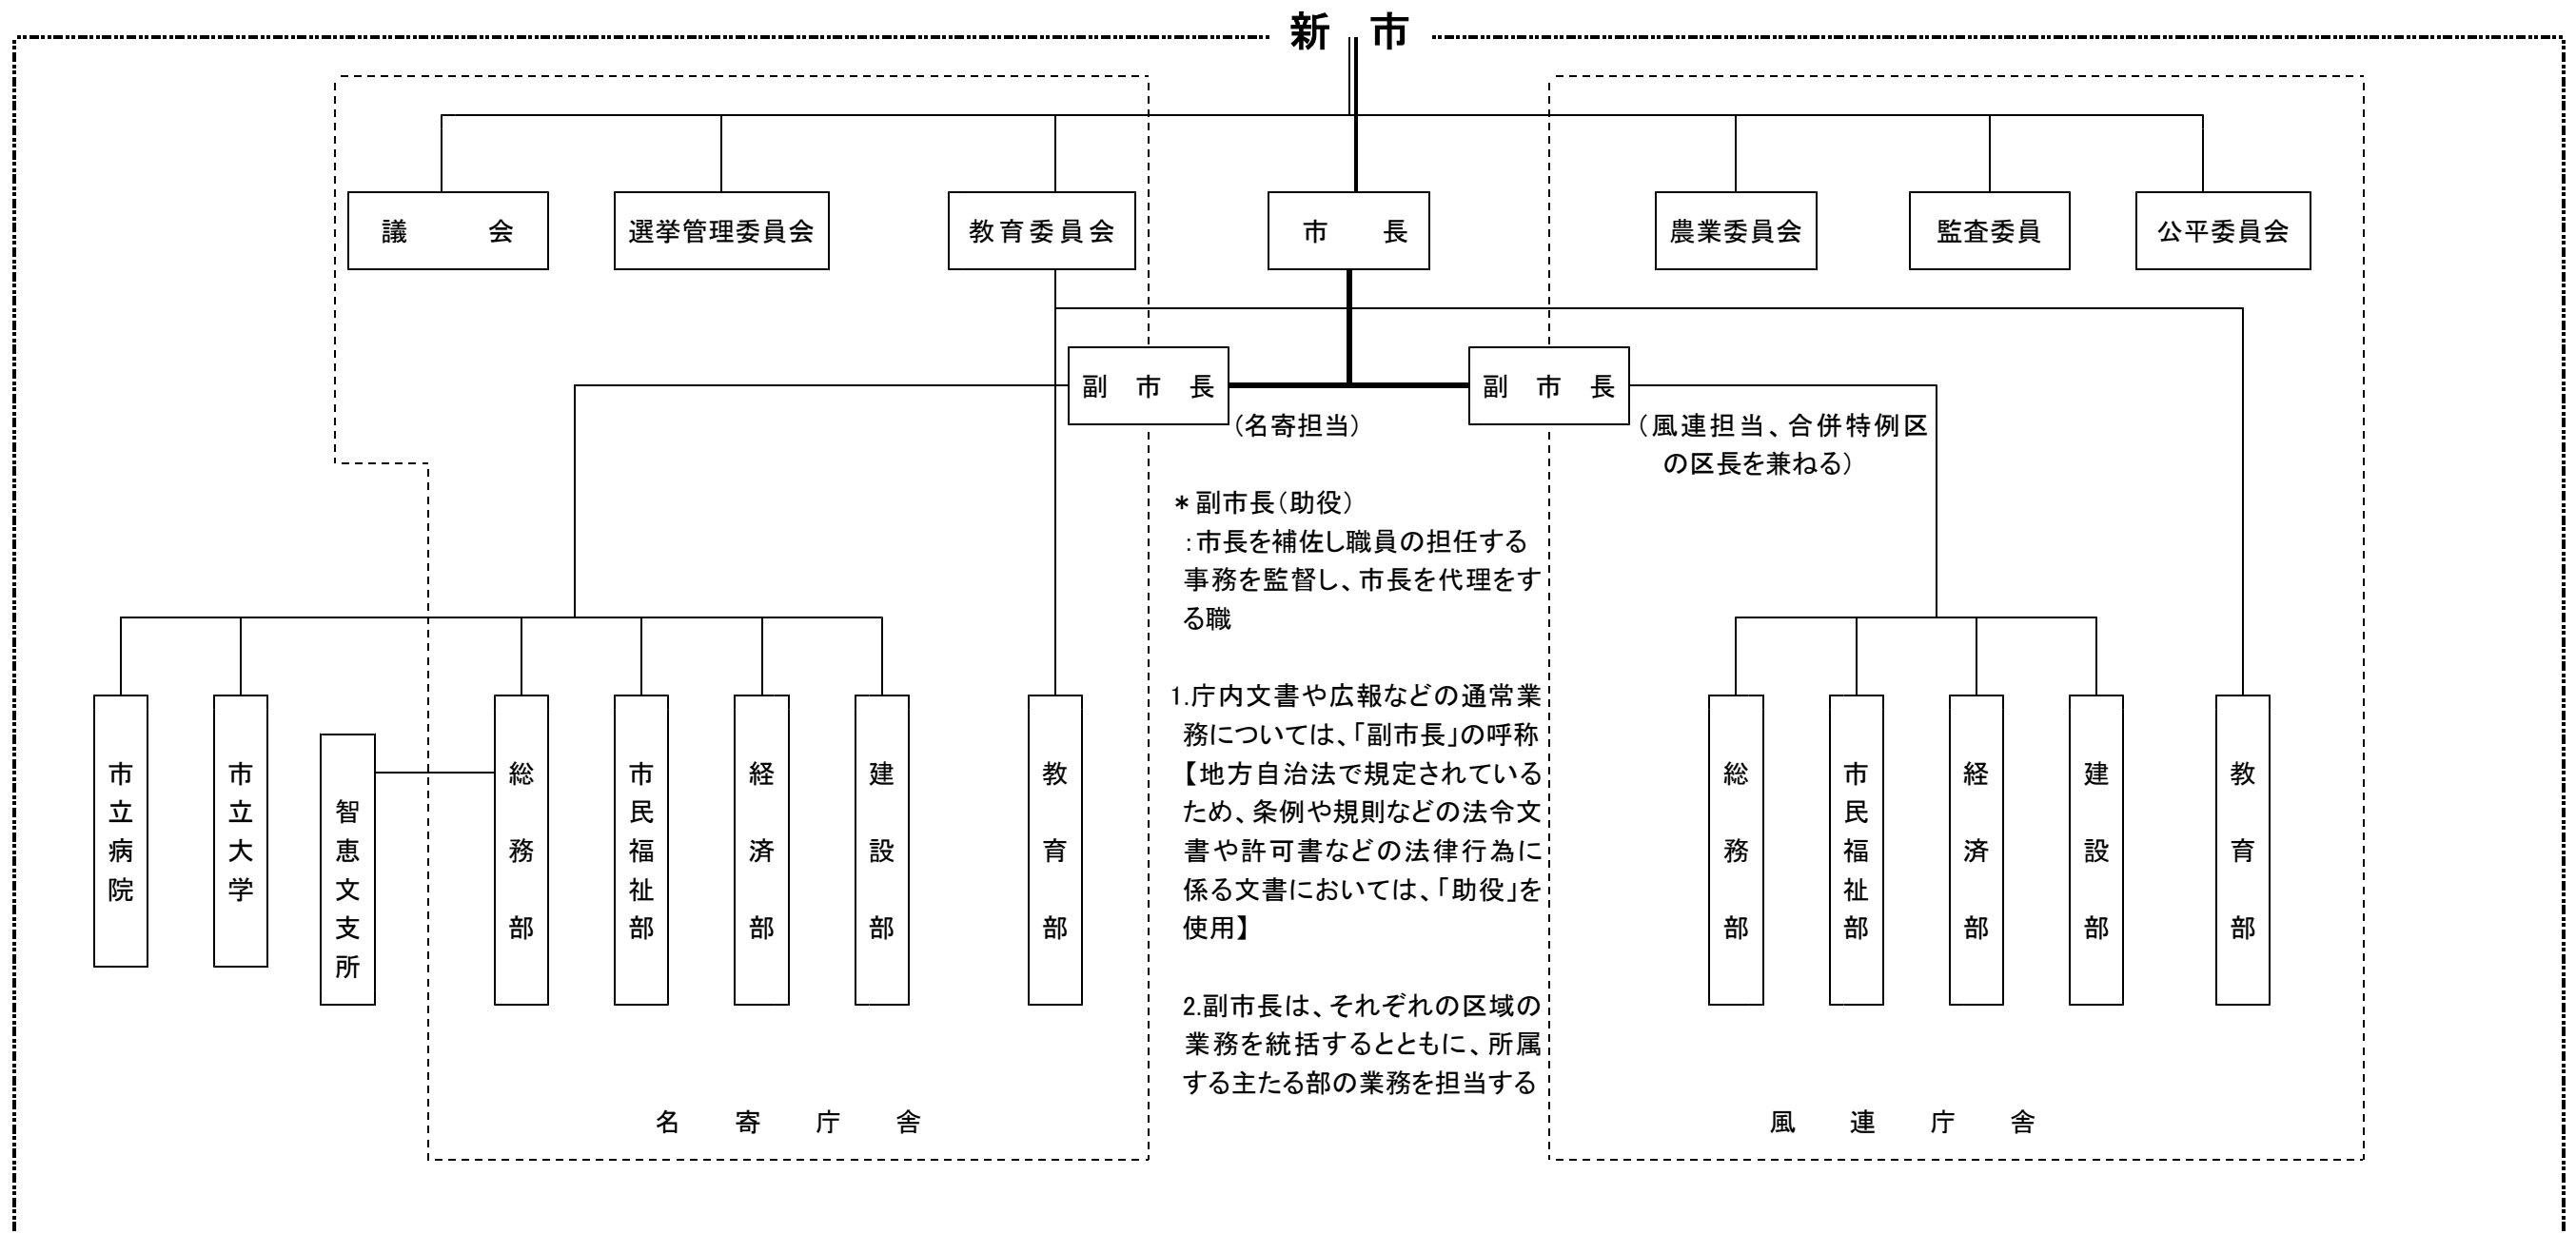 新　市
議　会
選挙管理委員会
教育委員会
市　長
農業委員会
監査委員
公平委員会
副　市　長
(名寄担当)
副　市　長
(風連担当、合併特例区
の区長を兼ねる)
＊副市長(助役)
：市長を補佐し職員の担任する
事務を監督し、市長を代理をす
る職
1.庁内文書や広報などの通常業
務については、「副市長」の呼称
【地方自治法で規定されている
ため、条例や規則などの法令文
書や許可書などの法律行為に
係る文書においては、「助役」を
使用】
2.副市長は、それぞれの区域の
業務を統括するとともに、所属
する主たる部の業務を担当する
市立病院
市立大学
智恵文支所
総務部
市民福祉部
経済部
建設部
教育部
総務部
市民福祉部
経済部
建設部
教育部
名　寄　庁　舎
風　連　庁　舎